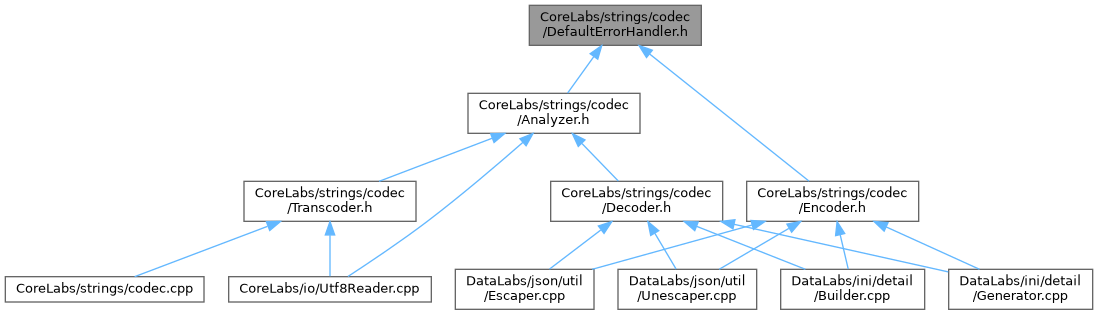 CoreLabs/strings/codec
/DefaultErrorHandler.h
CoreLabs/strings/codec
/Analyzer.h
CoreLabs/strings/codec
/Transcoder.h
CoreLabs/strings/codec
/Decoder.h
CoreLabs/strings/codec
/Encoder.h
CoreLabs/strings/codec.cpp
CoreLabs/io/Utf8Reader.cpp
DataLabs/json/util
/Escaper.cpp
DataLabs/json/util
/Unescaper.cpp
DataLabs/ini/detail
/Builder.cpp
DataLabs/ini/detail
/Generator.cpp